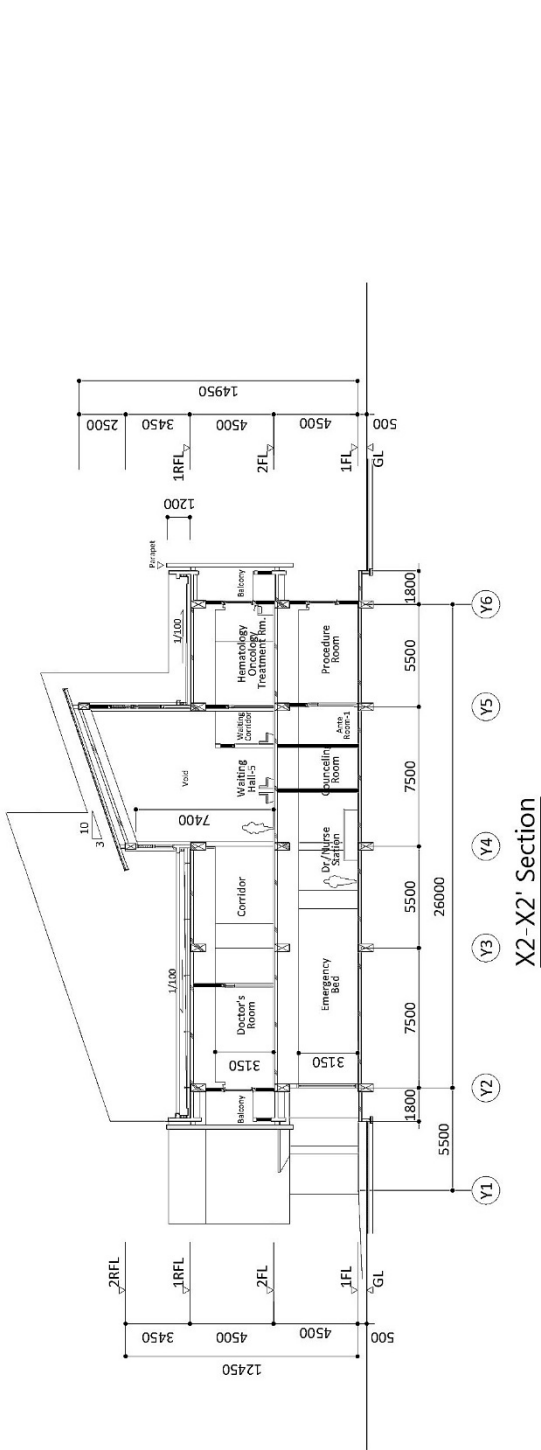 14950
2500
3450
4500
4500
500
1RFL
2FL
1FL
GL
1200
Parapet
1/100
10
3
1/100
Void
7400
Balcony
Doctor's
Room
3150
Corridor
Waiting
Hall-5
Waiting
Corridor
Hematology
Oncology
Treatment Rm.
Balcony
Emergency
Bed
3150
Dr./Nurse
Station
Counceling
Room
Ante
Room-1
Procedure
Room
2RFL
1RFL
2FL
1FL
GL
3450
4500
4500
500
12450
1800
7500
5500
7500
5500
1800
5500
26000
Y1
Y2
Y3
Y4
Y5
Y6
X2-X2' Section